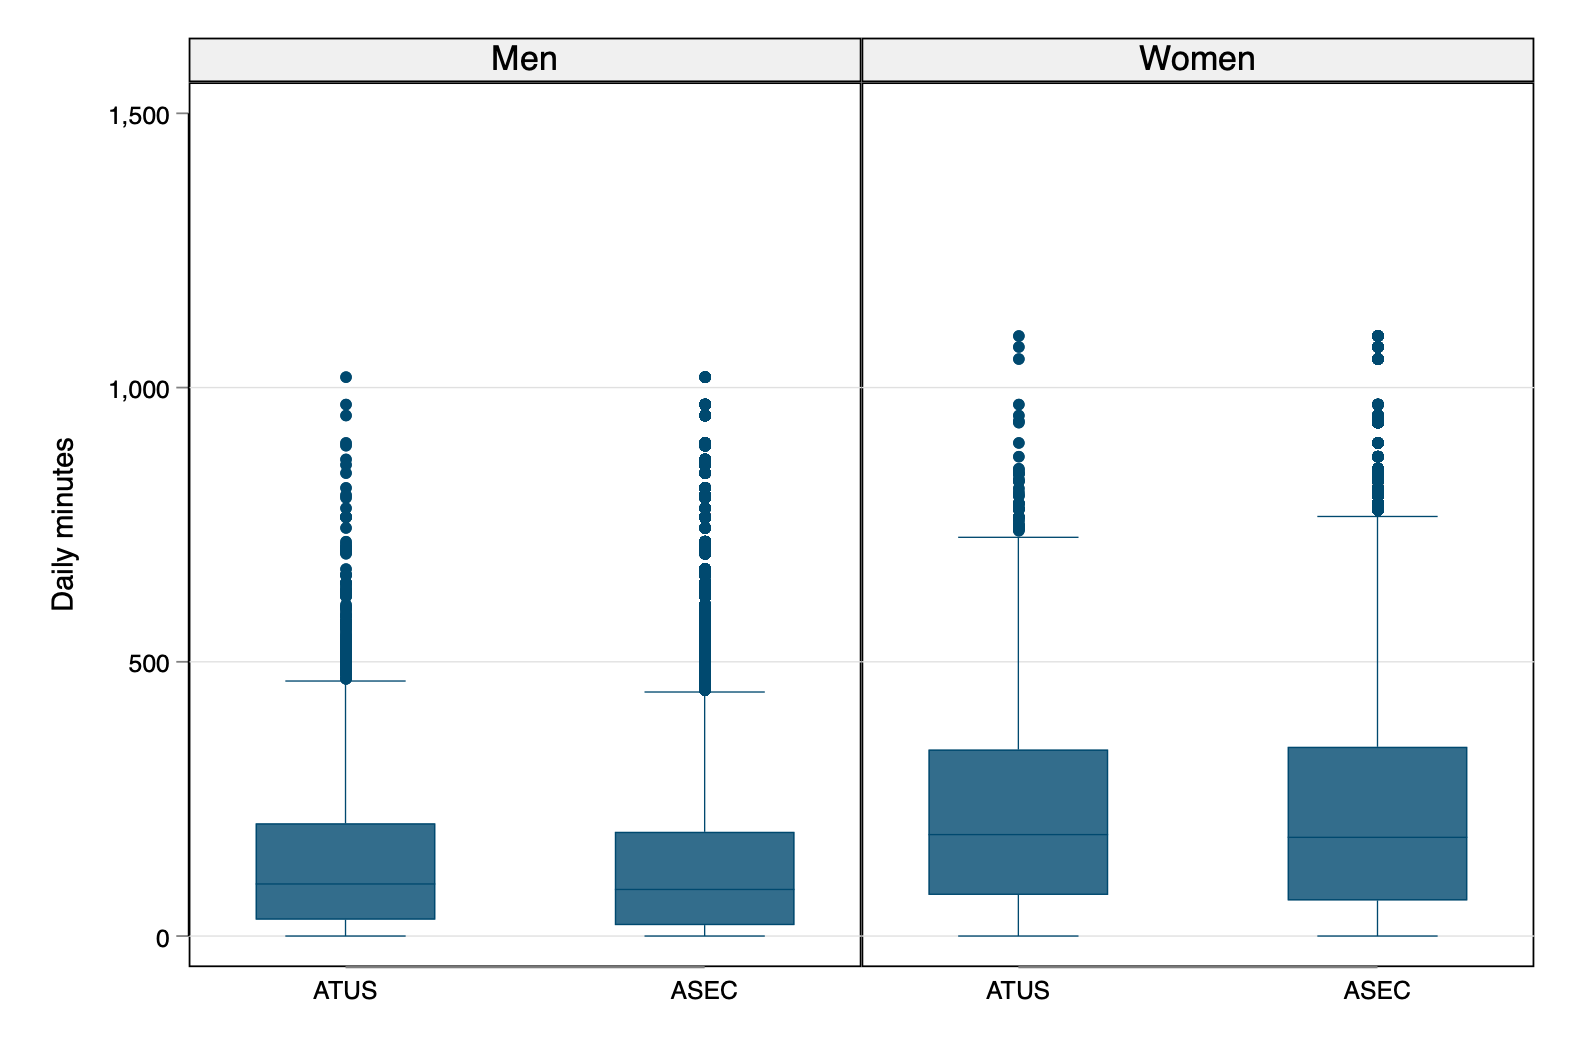 Men
Women
1,500
1,000
500
0
Daily minutes
ATUS
ASEC
ATUS
ASEC